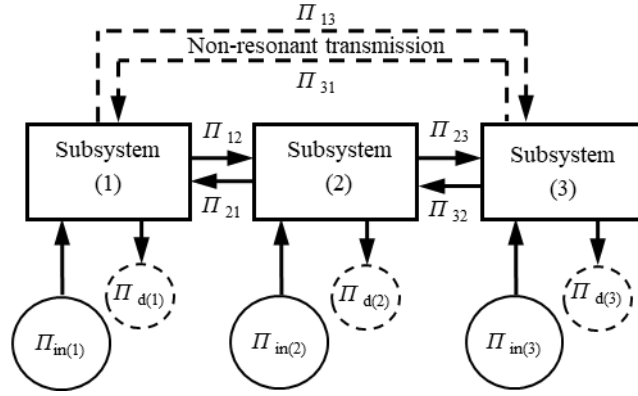 Π 13
Non-resonant transmission
Π 31
Subsystem
(1)
Π 12
Π 21
Subsystem
(2)
Π 23
Π 32
Subsystem
(3)
Π in(1)
Π d(1)
Π in(2)
Π d(2)
Π in(3)
Π d(3)